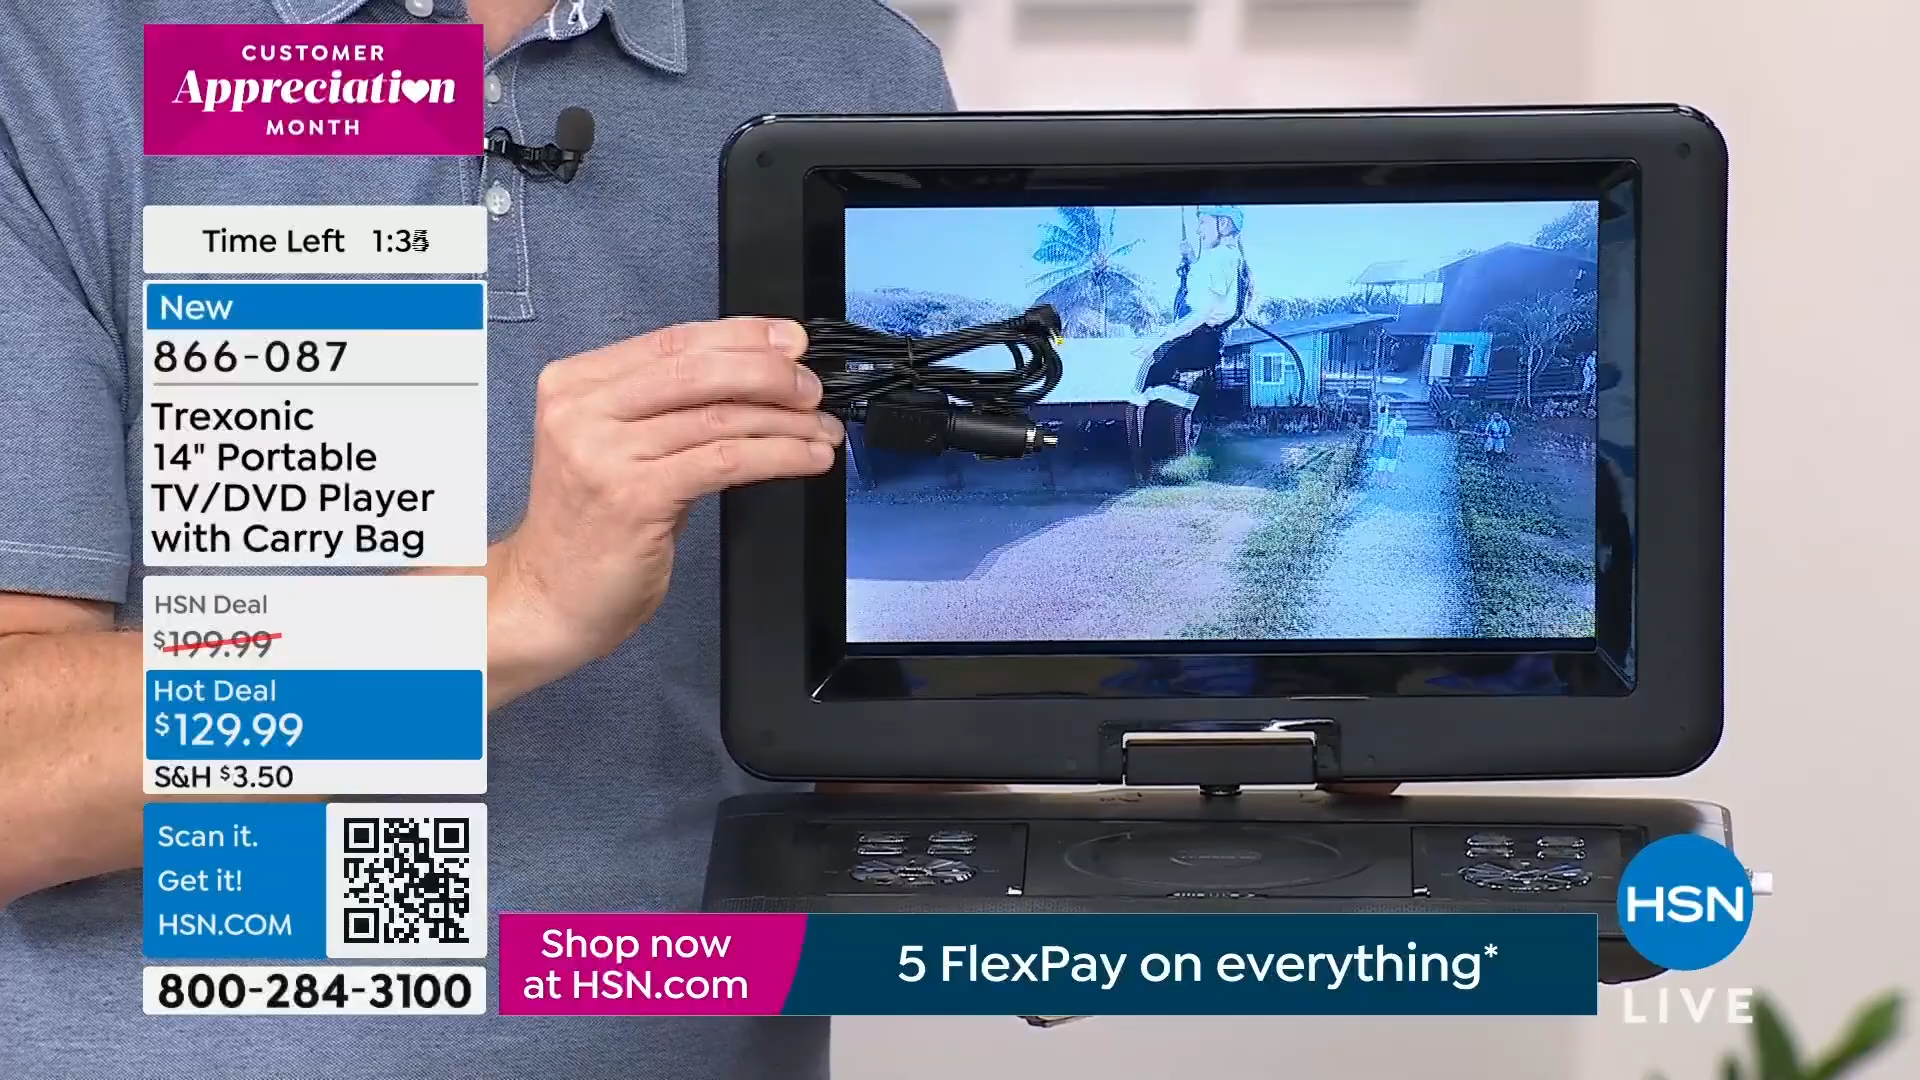 CUSTOMER
Appreciation
MONTH
Time Left
New
866-087
Trexonic
14" Portable
TV/DVD Player
with Carry Bag
HSN Deal
$199.99
Hot Deal
$129.99
S&H $3.50
Scan it.
Get it!
HSN.COM
800-284-3100
Shop now
at HSN.com
5 FlexPay on everything*
HSN
LIVE